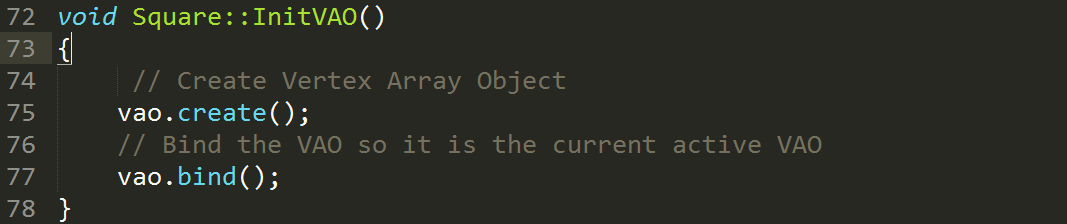 72 void Square::InitVAO()
73 {
74 // Create Vertex Array Object
75 vao.create();
76 // Bind the VAO so it is the current active VAO
77 vao.bind();
78 }